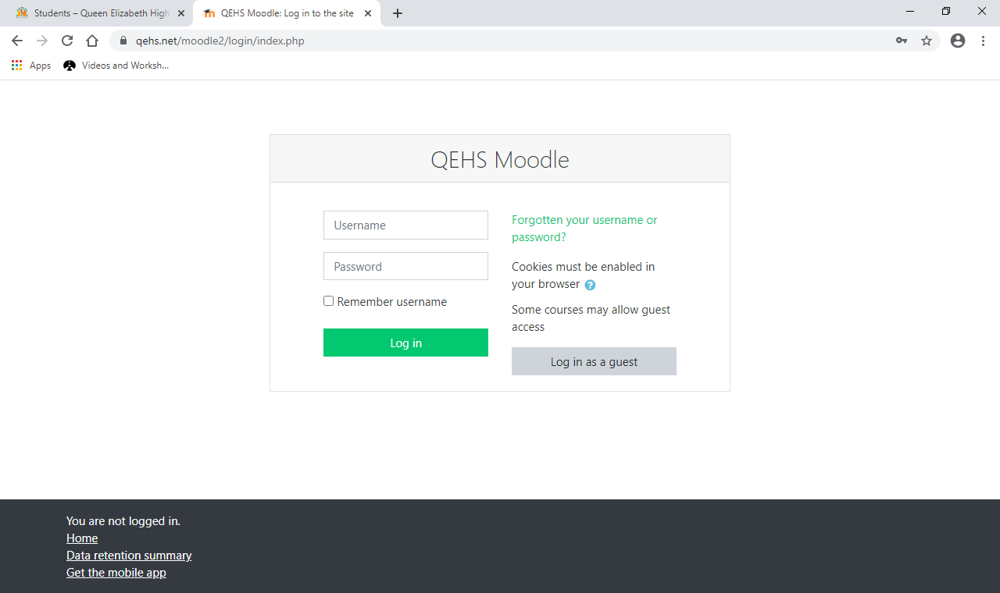 Students – Queen Elizabeth High
QEHS Moodle: Log in to the site
qehs.net/moodle2/login/index.php
Apps
Videos and Worksh...
QEHS Moodle
Username
Password
Remember username
Log in
Forgotten your username or
password?
Cookies must be enabled in
your browser
Some courses may allow guest
access
Log in as a guest
You are not logged in.
Home
Data retention summary
Get the mobile app